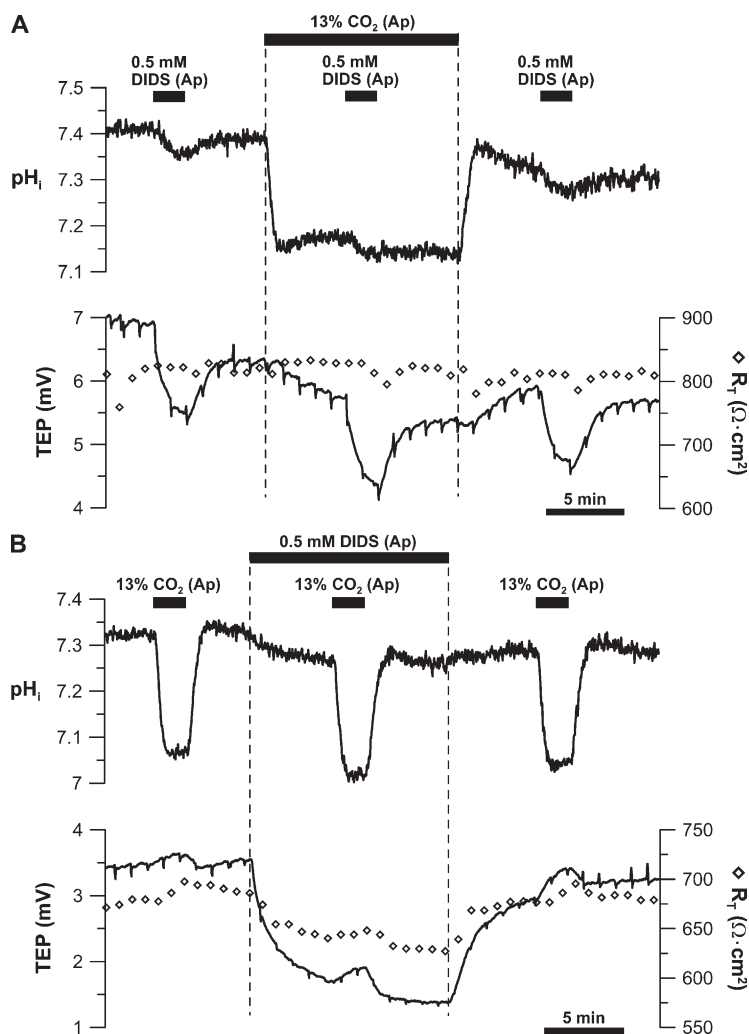 A
13% CO₂ (Ap)
0.5 mM DIDS (Ap)
0.5 mM DIDS (Ap)
0.5 mM DIDS (Ap)
7.5
7.4
7.3
7.2
7.1
pHᵢ
7
6
5
4
TEP (mV)
900
800
700
600
◇ R_T (Ω·cm²)
5 min
B
0.5 mM DIDS (Ap)
13% CO₂ (Ap)
13% CO₂ (Ap)
13% CO₂ (Ap)
7.4
7.3
7.2
7.1
7
pHᵢ
4
3
2
1
TEP (mV)
750
700
650
600
550
◇ R_T (Ω·cm²)
5 min